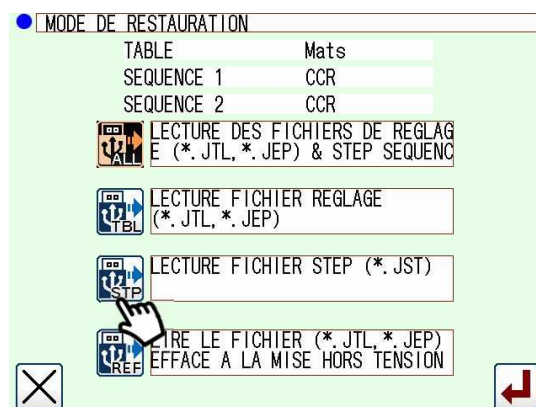 MODE DE RESTAURATION
TABLE Mats
SEQUENCE 1 CCR
SEQUENCE 2 CCR
ALL LECTURE DES FICHIERS DE REGLAG
E (*.JTL,*.JEP) & STEP SEQUENC
LECTURE FICHIER REGLAGE
TBL (*.JTL,*.JEP)
LECTURE FICHIER STEP (*.JST)
STP
LIRE LE FICHIER (*.JTL,*.JEP)
REF EFFACE A LA MISE HORS TENSION